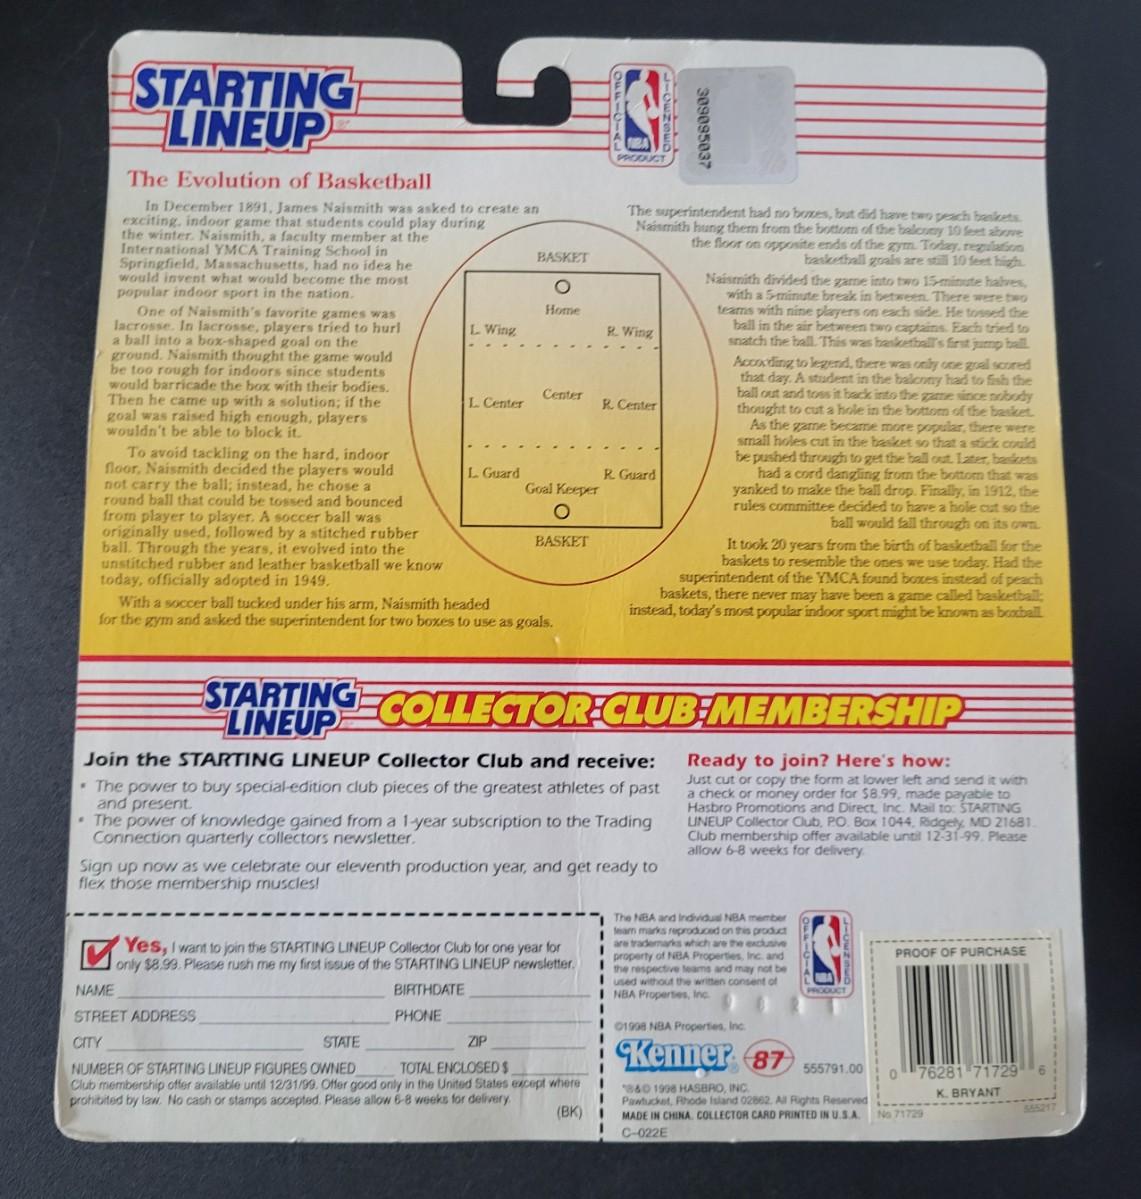 STARTING
LINEUP
OFFICIAL
LICENSED
NBA
PRODUCT
309095037
The Evolution of Basketball
In December 1891, James Naismith was asked to create an
exciting, indoor game that students could play during
the winter. Naismith, a faculty member at the
International YMCA Training School in
Springfield, Massachusetts, had no idea he
would invent what would become the most
popular indoor sport in the nation.
One of Naismith's favorite games was
lacrosse. In lacrosse, players tried to hurl
a ball into a box-shaped goal on the
ground. Naismith thought the game would
be too rough for indoors since students
would barricade the box with their bodies.
Then he came up with a solution; if the
goal was raised high enough, players
wouldn't be able to block it.
To avoid tackling on the hard, indoor
floor, Naismith decided the players would
not carry the ball; instead, he chose a
round ball that could be tossed and bounced
from player to player. A soccer ball was
originally used, followed by a stitched rubber
ball. Through the years, it evolved into the
unstitched rubber and leather basketball we know
today, officially adopted in 1949.
With a soccer ball tucked under his arm, Naismith headed
for the gym and asked the superintendent for two boxes to use as goals.
BASKET
Home
L. Wing R. Wing
Center
L. Center R. Center
L. Guard R. Guard
Goal Keeper
BASKET
The superintendent had no boxes, but did have two peach baskets.
Naismith hung them from the bottom of the balcony 10 feet above
the floor on opposite ends of the gym. Today, regulation
basketball goals are still 10 feet high.
Naismith divided the game into two 15-minute halves,
with a 5-minute break in between. There were two
teams with nine players on each side. He tossed the
ball in the air between two captains. Each tried to
snatch the ball. This was basketball's first jump ball.
According to legend, there was only one goal scored
that day. A student in the balcony had to fish the
ball out and toss it back into the game since nobody
thought to cut a hole in the bottom of the basket.
As the game became more popular, there were
small holes cut in the basket so that a stick could
be pushed through to get the ball out. Later, baskets
had a cord dangling from the bottom that was
yanked to make the ball drop. Finally, in 1912, the
rules committee decided to have a hole cut so the
ball would fall through on its own.
It took 20 years from the birth of basketball for the
baskets to resemble the ones we use today. Had the
superintendent of the YMCA found boxes instead of peach
baskets, there never may have been a game called basketball;
instead, today's most popular indoor sport might be known as boxball.
STARTING
LINEUP
COLLECTOR CLUB MEMBERSHIP
Join the STARTING LINEUP Collector Club and receive:
• The power to buy special-edition club pieces of the greatest athletes of past
and present.
• The power of knowledge gained from a 1-year subscription to the Trading
Connection quarterly collectors newsletter.
Sign up now as we celebrate our eleventh production year, and get ready to
flex those membership muscles!
Ready to join? Here's how:
Just cut or copy the form at lower left and send it with
a check or money order for $8.99, made payable to
Hasbro Promotions and Direct, Inc. Mail to: STARTING
LINEUP Collector Club, P.O. Box 1044, Ridgely, MD 21681.
Club membership offer available until 12-31-99. Please
allow 6-8 weeks for delivery.
Yes, I want to join the STARTING LINEUP Collector Club for one year for
only $8.99. Please rush me my first issue of the STARTING LINEUP newsletter.
NAME BIRTHDATE
STREET ADDRESS PHONE
CITY STATE ZIP
NUMBER OF STARTING LINEUP FIGURES OWNED TOTAL ENCLOSED $
Club membership offer available until 12/31/99. Offer good only in the United States except where
prohibited by law. No cash or stamps accepted. Please allow 6-8 weeks for delivery.
(BK)
The NBA and Individual NBA member
team marks reproduced on this product
are trademarks which are the exclusive
property of NBA Properties, Inc. and
the respective teams and may not be
used without the written consent of
NBA Properties, Inc.
OFFICIAL
LICENSED
NBA
PRODUCT
©1998 NBA Properties, Inc.
Kenner® 87 555791.00
®&© 1998 HASBRO, INC.
Pawtucket, Rhode Island 02862. All Rights Reserved
MADE IN CHINA. COLLECTOR CARD PRINTED IN U.S.A.
C-022E
PROOF OF PURCHASE
0 76281 71729 6
K. BRYANT
555217
No 71729